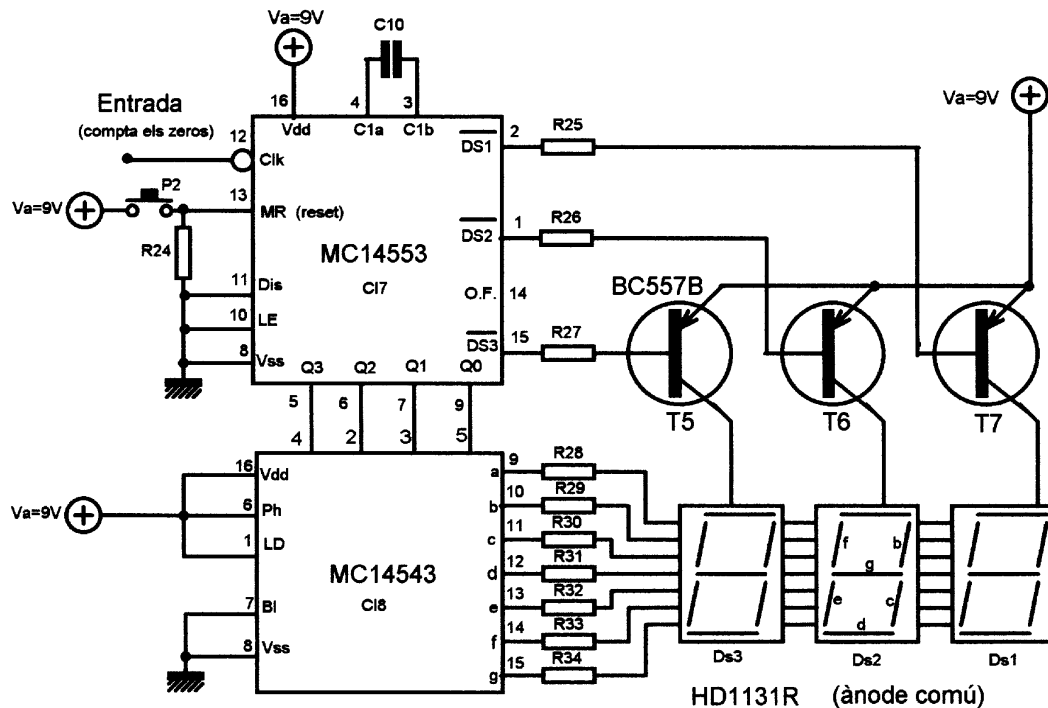 Va=9V
C10
16
4
3
Vdd
C1a
C1b
Va=9V
Entrada
(compta els zeros)
12
Clk
DS1
2
R25
P2
Va=9V
13
MR (reset)
R24
DS2
1
R26
MC14553
CI7
11
Dis
O.F.
14
BC557B
10
LE
DS3
15
R27
8
Vss
Q3
Q2
Q1
Q0
T5
T6
T7
5
6
7
9
4
2
3
5
16
Vdd
a
9
R28
Va=9V
6
Ph
b
10
R29
1
LD
c
11
R30
MC14543
CI8
d
12
R31
7
Bl
e
13
R32
8
Vss
f
14
R33
g
15
R34
f
b
g
e
c
d
Ds3
Ds2
Ds1
HD1131R (ànode comú)